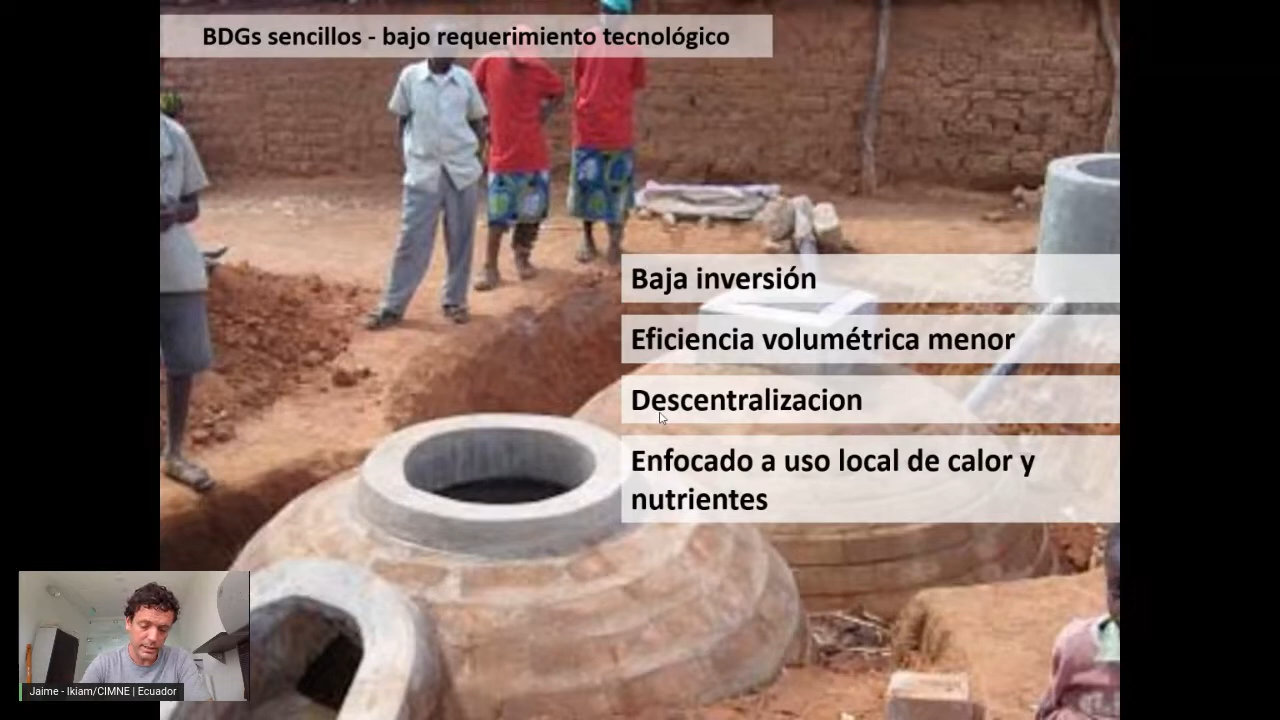 BDGs sencillos - bajo requerimiento tecnológico
Baja inversión
Eficiencia volumétrica menor
Descentralizacion
Enfocado a uso local de calor y
nutrientes
Jaime - Ikiam/CIMNE | Ecuador